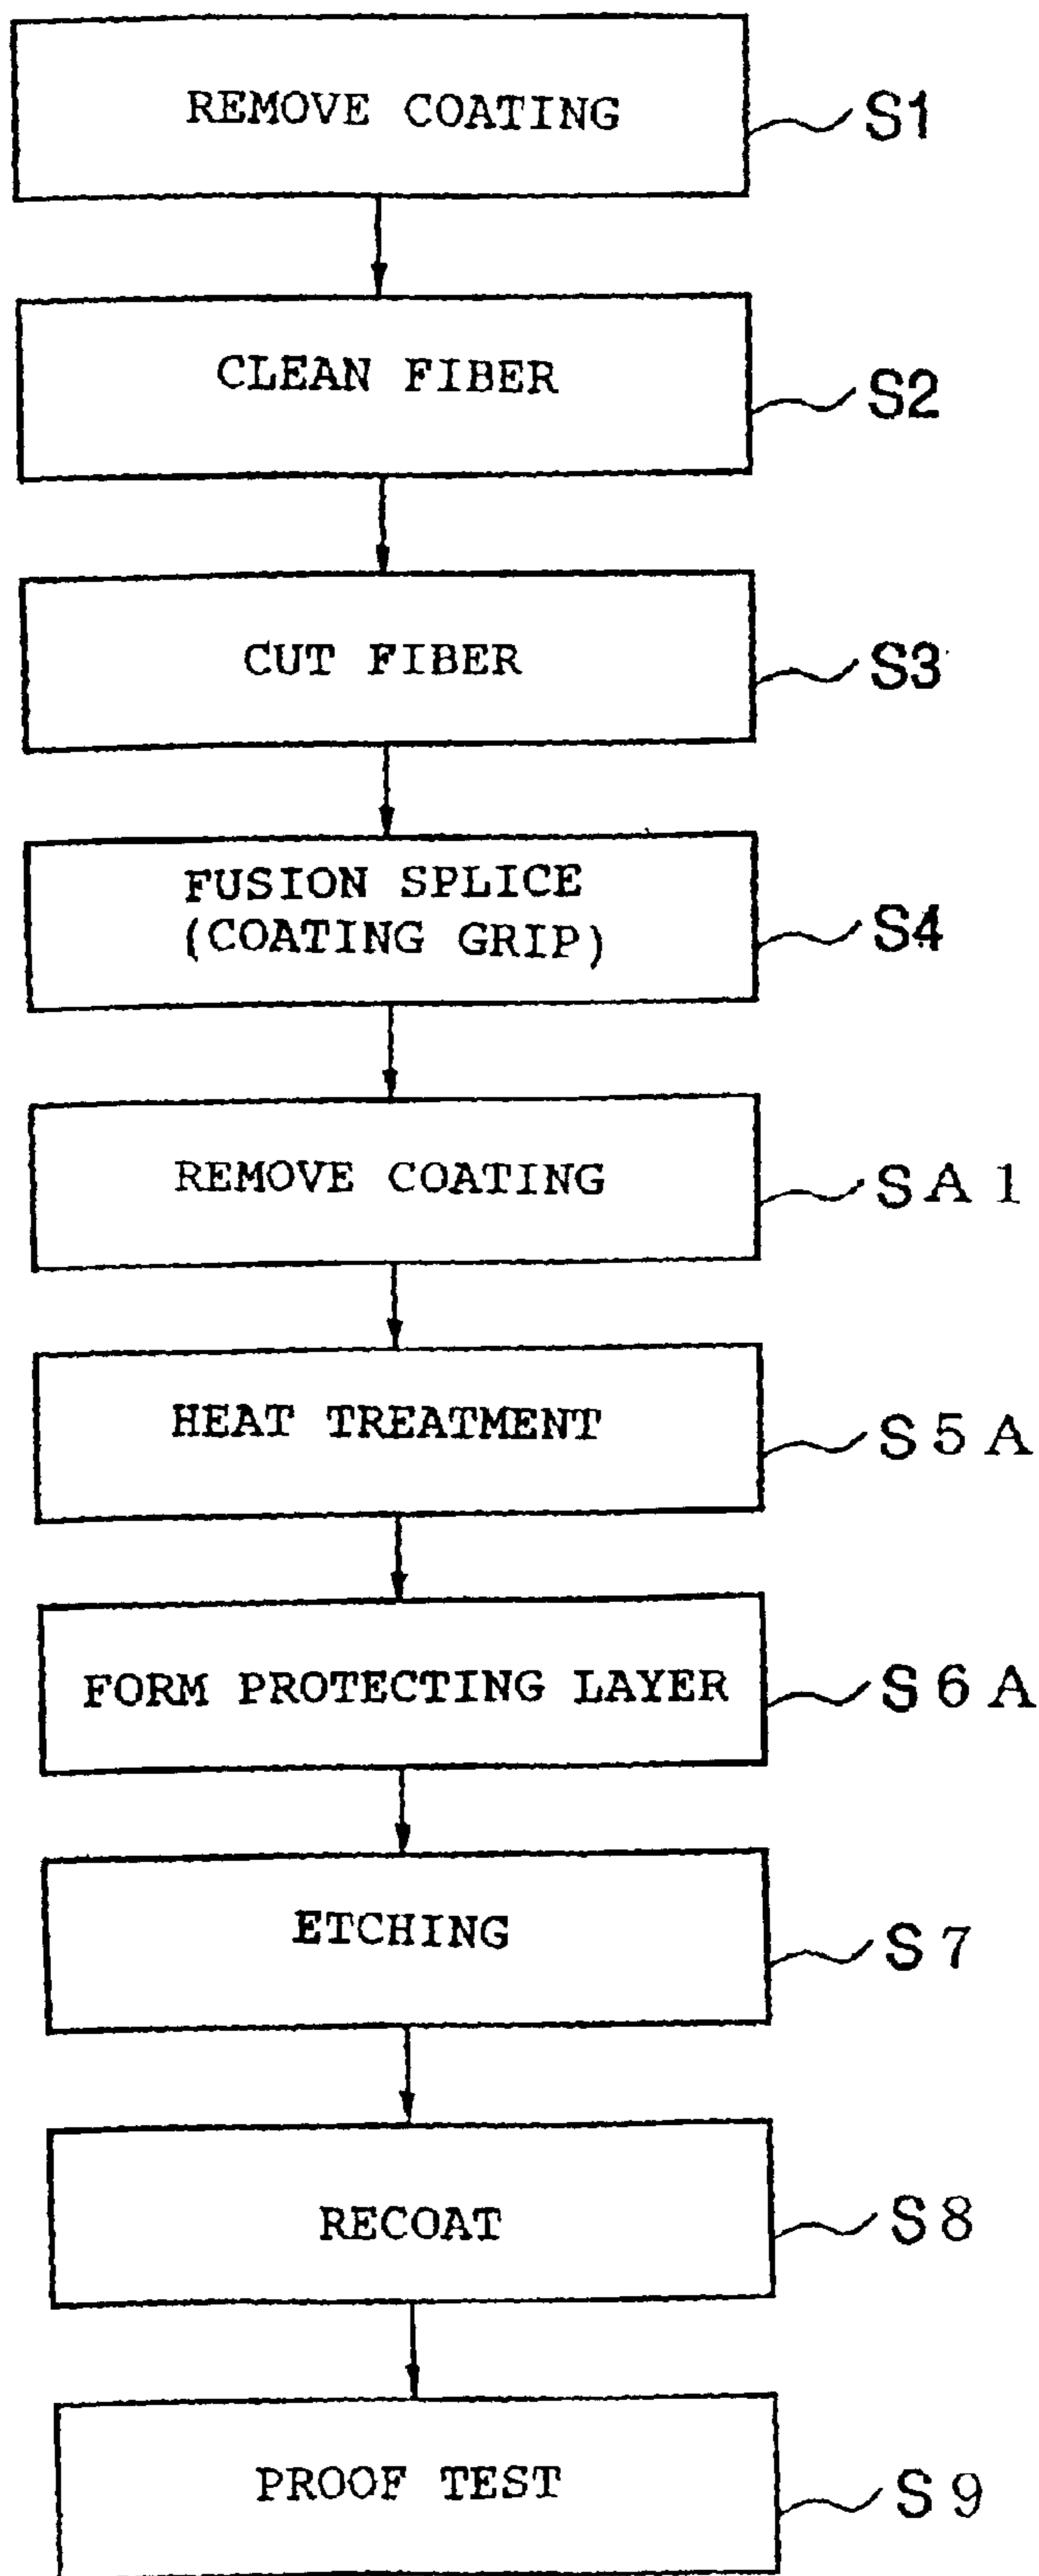 REMOVE COATING
S1
CLEAN FIBER
S2
CUT FIBER
S3
FUSION SPLICE
(COATING GRIP)
S4
REMOVE COATING
SA1
HEAT TREATMENT
S5A
FORM PROTECTING LAYER
S6A
ETCHING
S7
RECOAT
S8
PROOF TEST
S9